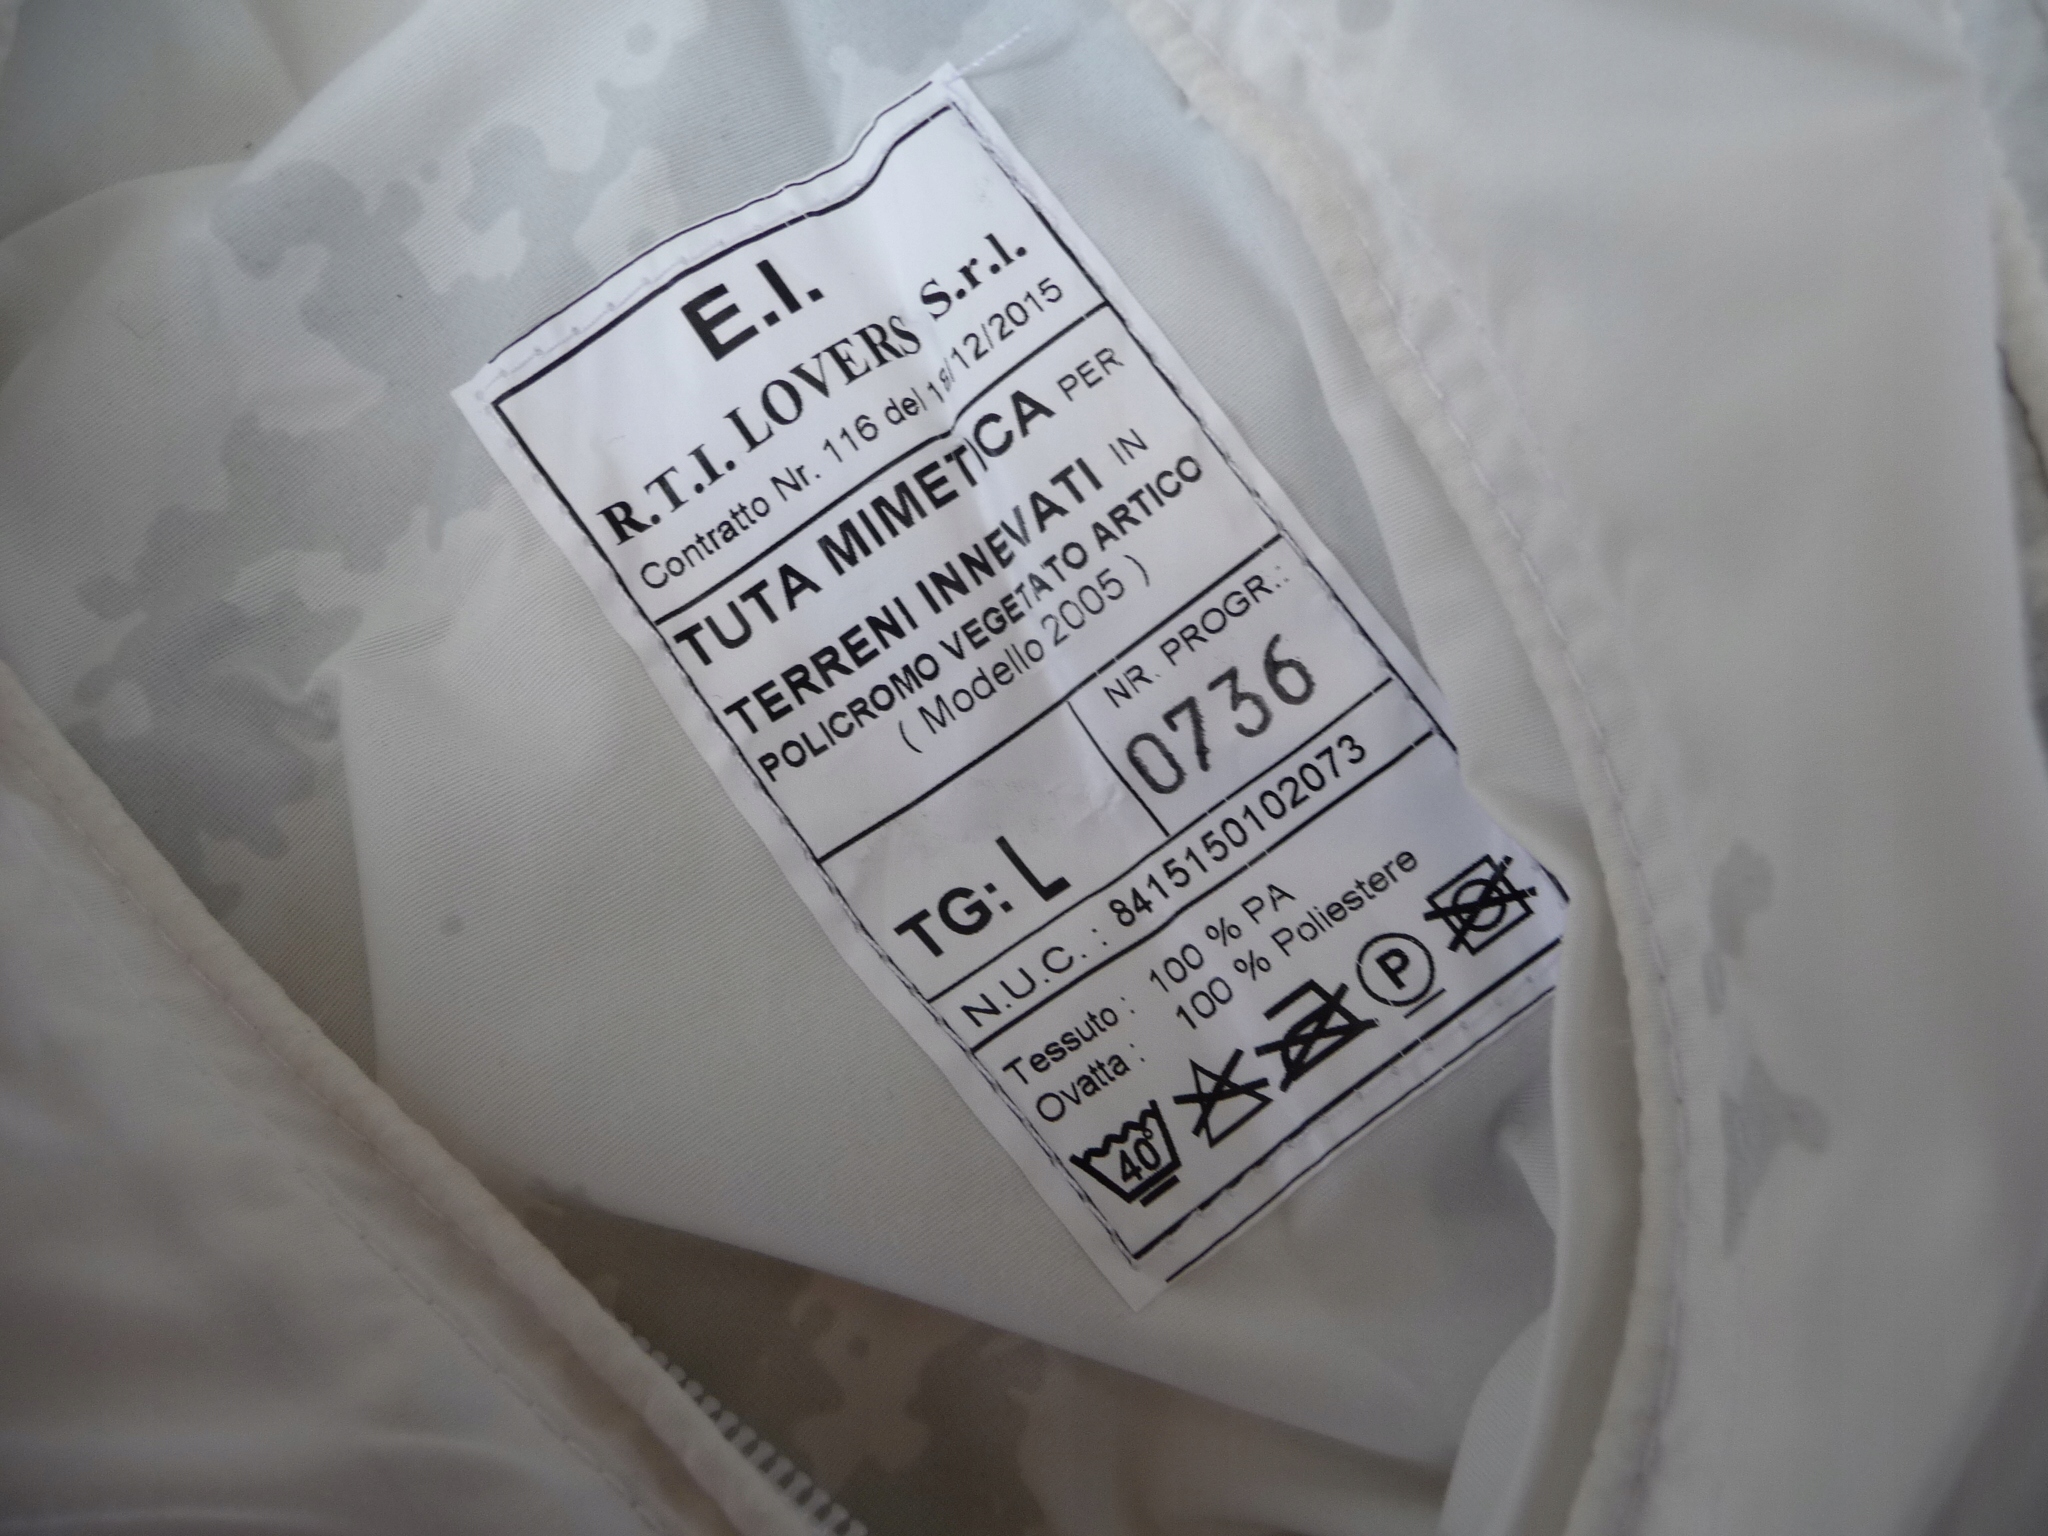 E.I.
R.T.I. LOVERS S.r.l.
Contratto Nr. 116 del 18/12/2015
TUTA MIMETICA PER
TERRENI INNEVATI IN
POLICROMO VEGETATO ARTICO
( Modello 2005 )
NR. PROGR.:
0736
TG: L
N.U.C. : 8415150102073
Tessuto : 100 % PA
Ovatta : 100 % Poliestere
40°
P